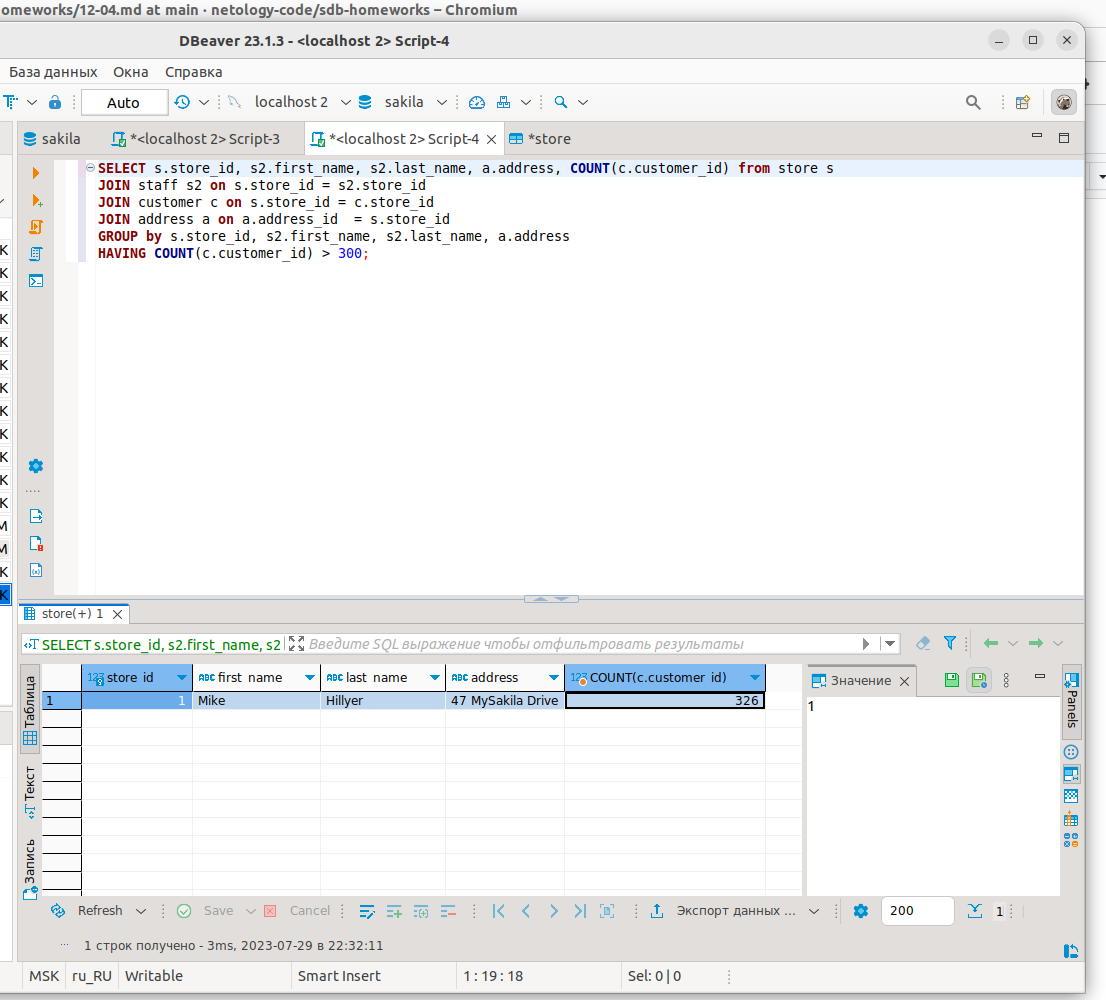 omeworks/12-04.md at main · netology-code/sdb-homeworks – Chromium
DBeaver 23.1.3 - <localhost 2> Script-4
База данных Окна Справка
Auto localhost 2 sakila
sakila *<localhost 2> Script-3 *<localhost 2> Script-4 *store
SELECT s.store_id, s2.first_name, s2.last_name, a.address, COUNT(c.customer_id) from store s
JOIN staff s2 on s.store_id = s2.store_id
JOIN customer c on s.store_id = c.store_id
JOIN address a on a.address_id  = s.store_id
GROUP by s.store_id, s2.first_name, s2.last_name, a.address
HAVING COUNT(c.customer_id) > 300;
K
K
K
K
K
K
K
K
K
K
K
K
M
M
K
K
store(+) 1
SELECT s.store_id, s2.first_name, s2 Введите SQL выражение чтобы отфильтровать результаты
Таблица
Текст
Запись
123 store_id ABC first_name ABC last_name ABC address 123 COUNT(c.customer_id)
1 1 Mike Hillyer 47 MySakila Drive 326
Значение
1
Panels
Refresh Save Cancel Экспорт данных ... 200 1
1 строк получено - 3ms, 2023-07-29 в 22:32:11
MSK ru_RU Writable Smart Insert 1 : 19 : 18 Sel: 0 | 0